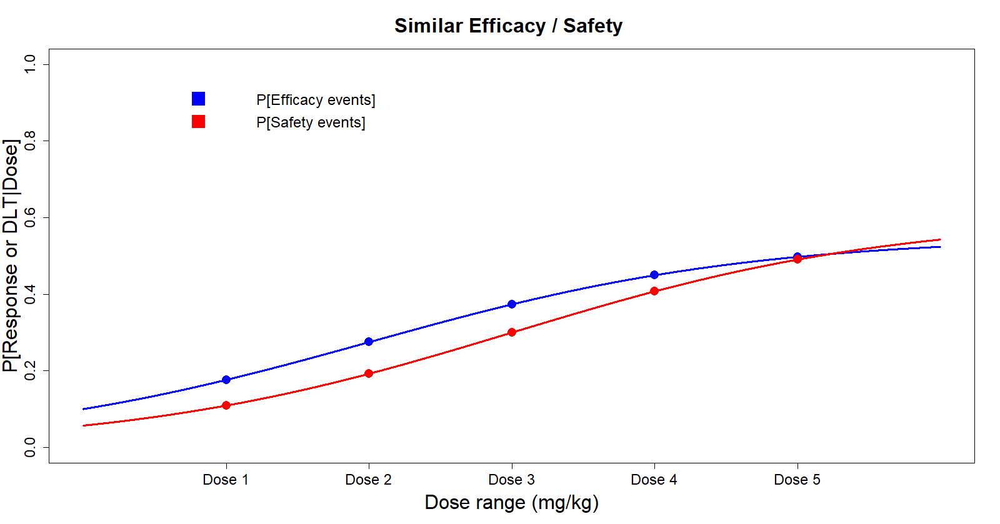 Similar Efficacy / Safety
P[Efficacy events]
P[Safety events]
P[Response or DLT|Dose]
1.0
0.8
0.6
0.4
0.2
0.0
Dose 1 Dose 2 Dose 3 Dose 4 Dose 5
Dose range (mg/kg)